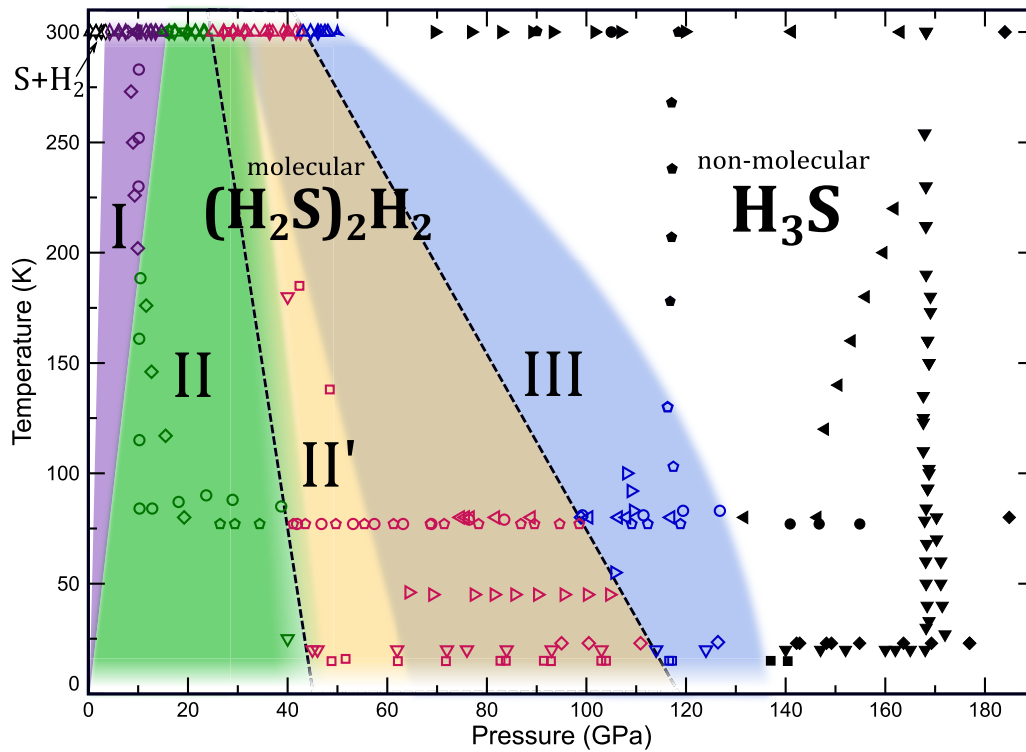 300
250
200
150
100
50
0
Temperature (K)
S+H₂
I
II
II'
III
molecular
(H₂S)₂H₂
non-molecular
H₃S
0 20 40 60 80 100 120 140 160 180
Pressure (GPa)